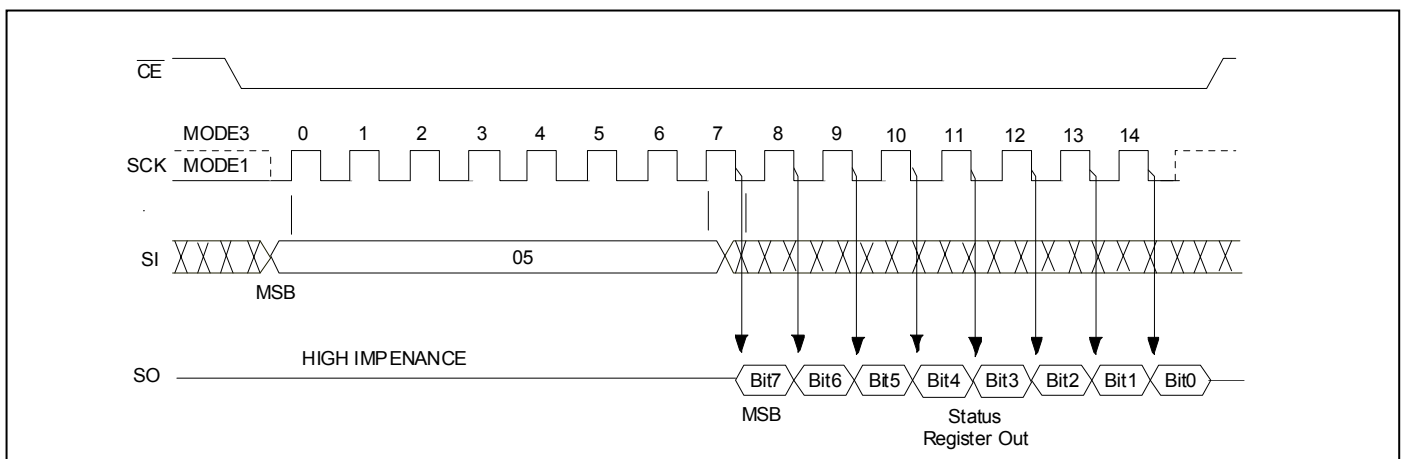 CE
MODE3 0 1 2 3 4 5 6 7 8 9 10 11 12 13 14
SCK MODE1
SI 05
MSB
HIGH IMPENANCE
SO Bit7 Bit6 Bit5 Bit4 Bit3 Bit2 Bit1 Bit0
MSB Status
Register Out